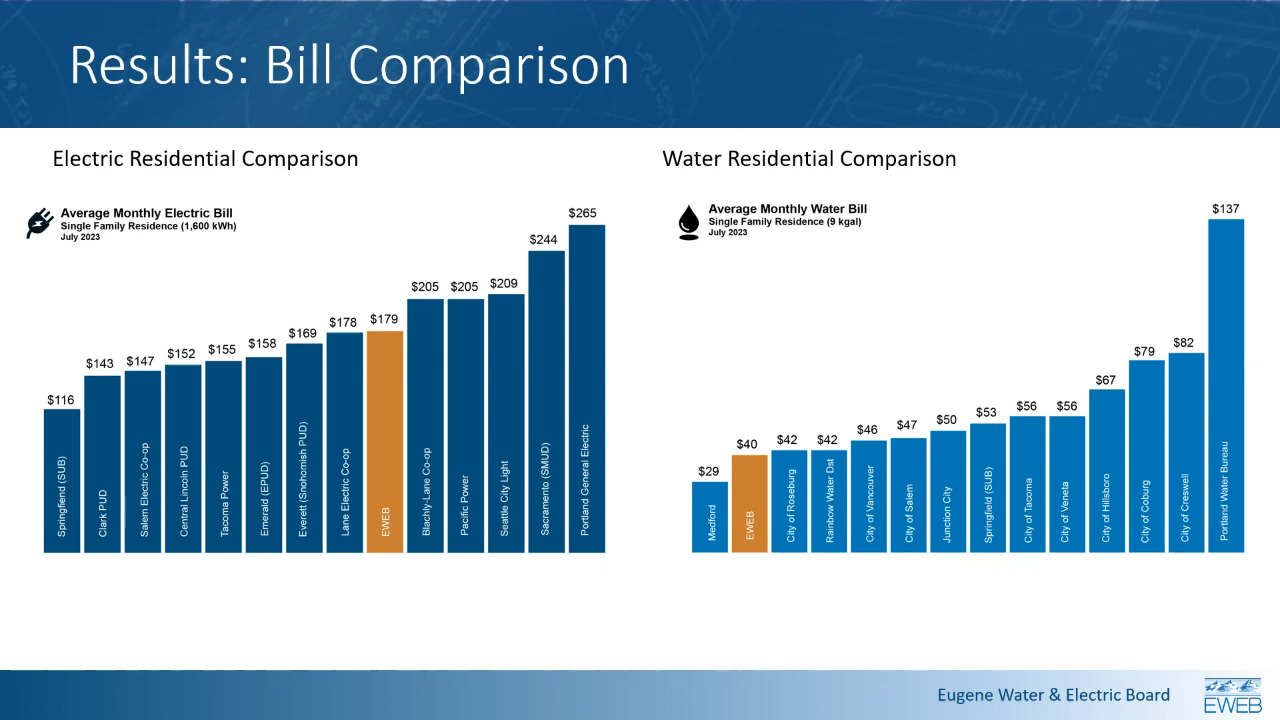 Results: Bill Comparison
Electric Residential Comparison
Average Monthly Electric Bill
Single Family Residence (1,600 kWh)
July 2023
$116
$143
$147
$152
$155
$158
$169
$178
$179
$205
$205
$209
$244
$265
Springfiend (SUB)
Clark PUD
Salem Electric Co-op
Central Lincoln PUD
Tacoma Power
Emerald (EPUD)
Everett (Snohomish PUD)
Lane Electric Co-op
EWEB
Blachly-Lane Co-op
Pacific Power
Seattle City Light
Sacramento (SMUD)
Portland General Electric
Water Residential Comparison
Average Monthly Water Bill
Single Family Residence (9 kgal)
July 2023
$29
$40
$42
$42
$46
$47
$50
$53
$56
$56
$67
$79
$82
$137
Medford
EWEB
City of Roseburg
Rainbow Water Dst
City of Vancouver
City of Salem
Junction City
Springfield (SUB)
City of Tacoma
City of Veneta
City of Hillsboro
City of Coburg
City of Creswell
Portland Water Bureau
Eugene Water & Electric Board
EWEB